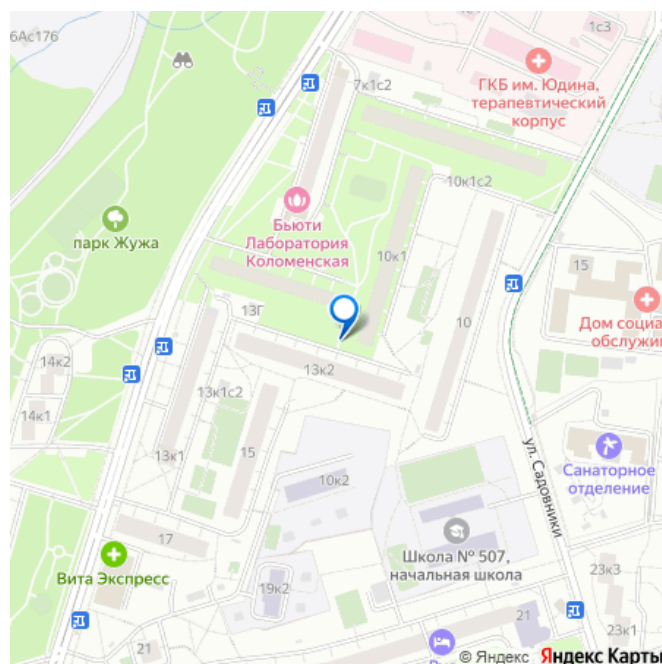 6Ас176
1с3
7к1с2
ГКБ им. Юдина,
терапевтический
корпус
10к1с2
Бьюти
Лаборатория
Коломенская
парк Жужа
10к1
15
13Г
10
Дом социа
обслужи
14к2
13к2
13к1с2
14к1
13к1
15
10к2
ул. Садовники
Санаторное
отделение
17
Школа № 507,
начальная школа
Вита Экспресс
19к2
23к3
21
21
23к1
© Яндекс Яндекс Карты